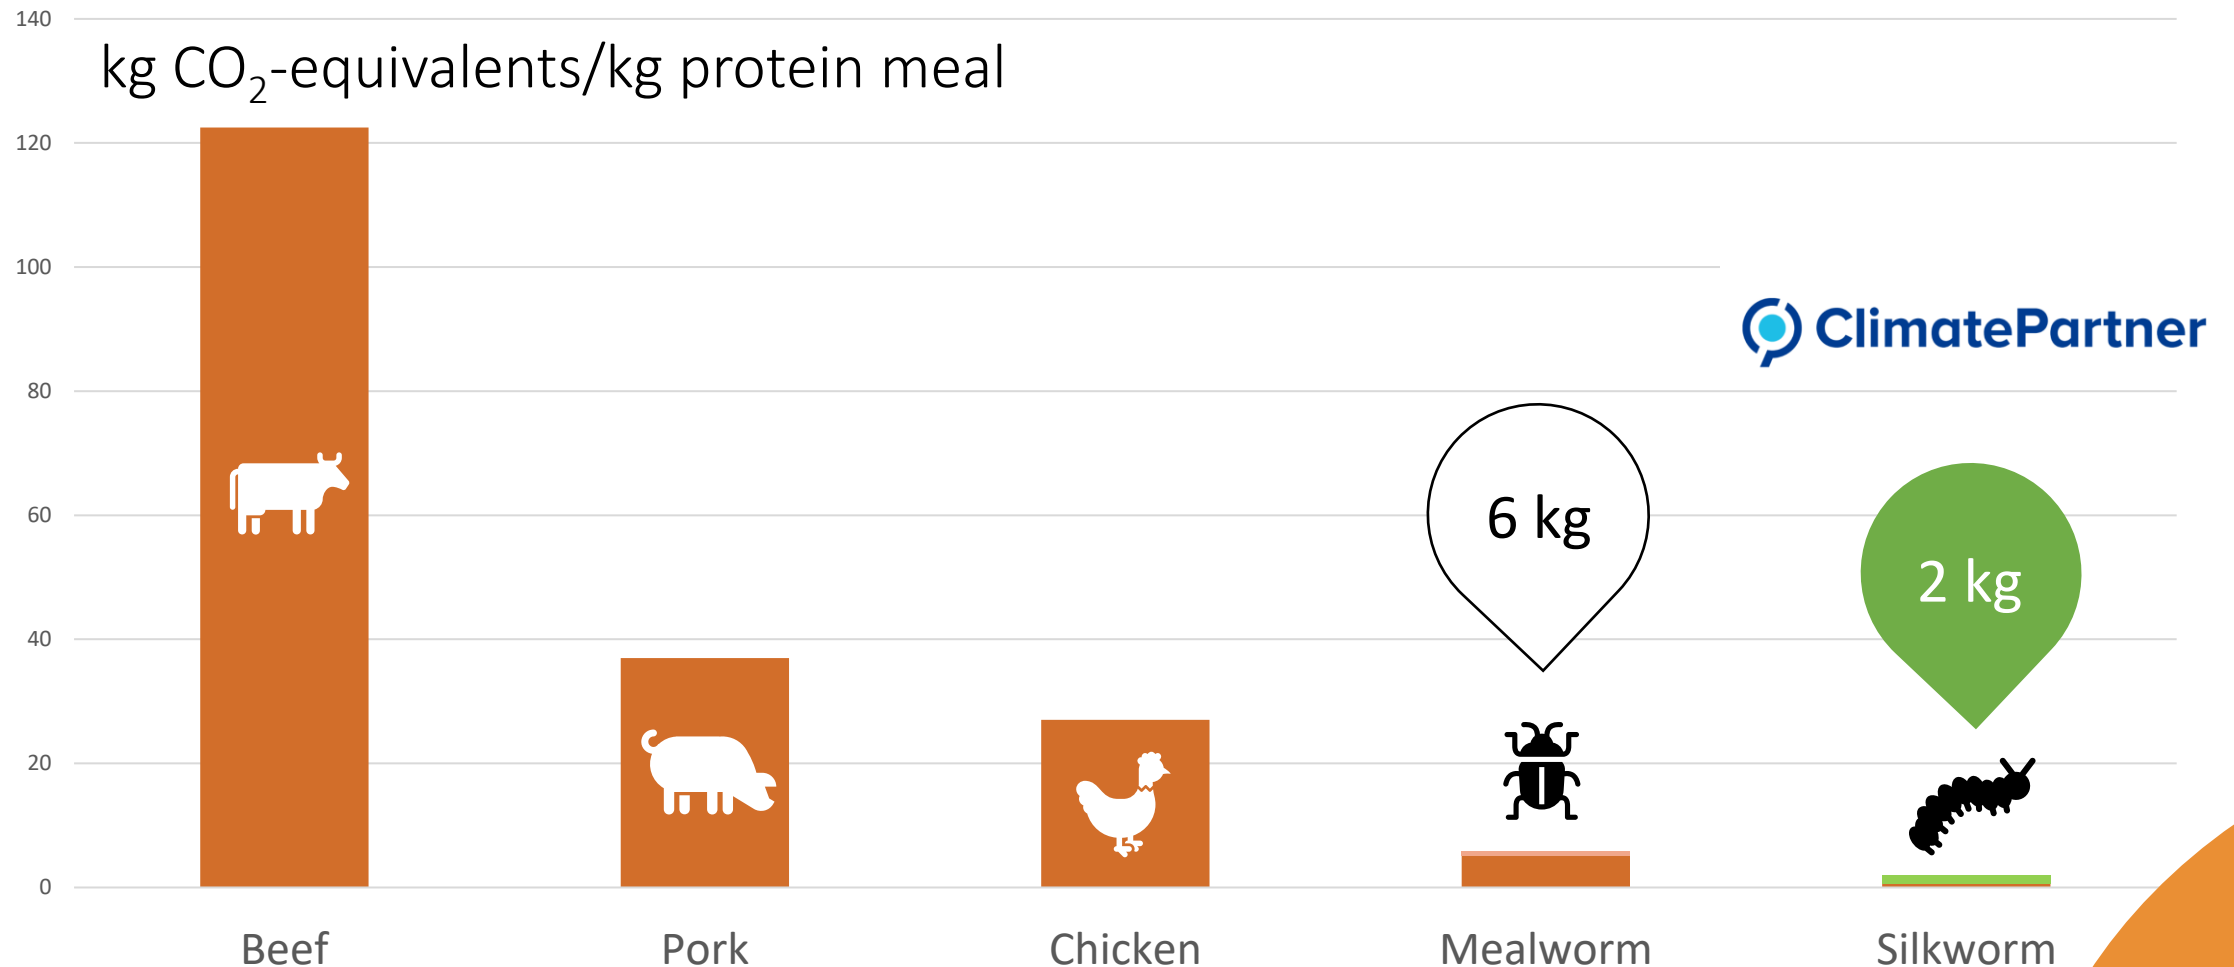 140
kg CO₂-equivalents/kg protein meal
120
100
ClimatePartner
80
60
6 kg
2 kg
40
20
0
Beef Pork Chicken Mealworm Silkworm